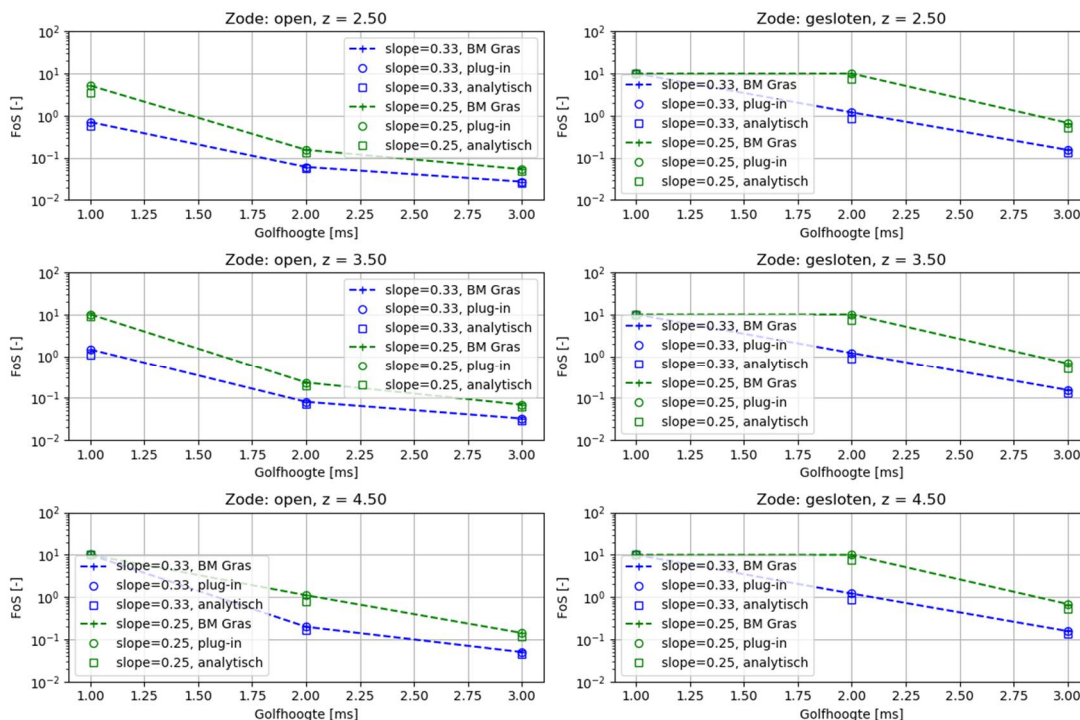 Zode: open, z = 2.50
FoS [-]
10²
10¹
10⁰
10⁻¹
10⁻²
slope=0.33, BM Gras
slope=0.33, plug-in
slope=0.33, analytisch
slope=0.25, BM Gras
slope=0.25, plug-in
slope=0.25, analytisch
1.00 1.25 1.50 1.75 2.00 2.25 2.50 2.75 3.00
Golfhoogte [ms]
Zode: gesloten, z = 2.50
FoS [-]
10²
10¹
10⁰
10⁻¹
10⁻²
slope=0.33, BM Gras
slope=0.33, plug-in
slope=0.33, analytisch
slope=0.25, BM Gras
slope=0.25, plug-in
slope=0.25, analytisch
1.00 1.25 1.50 1.75 2.00 2.25 2.50 2.75 3.00
Golfhoogte [ms]
Zode: open, z = 3.50
FoS [-]
10²
10¹
10⁰
10⁻¹
10⁻²
slope=0.33, BM Gras
slope=0.33, plug-in
slope=0.33, analytisch
slope=0.25, BM Gras
slope=0.25, plug-in
slope=0.25, analytisch
1.00 1.25 1.50 1.75 2.00 2.25 2.50 2.75 3.00
Golfhoogte [ms]
Zode: gesloten, z = 3.50
FoS [-]
10²
10¹
10⁰
10⁻¹
10⁻²
slope=0.33, BM Gras
slope=0.33, plug-in
slope=0.33, analytisch
slope=0.25, BM Gras
slope=0.25, plug-in
slope=0.25, analytisch
1.00 1.25 1.50 1.75 2.00 2.25 2.50 2.75 3.00
Golfhoogte [ms]
Zode: open, z = 4.50
FoS [-]
10²
10¹
10⁰
10⁻¹
10⁻²
slope=0.33, BM Gras
slope=0.33, plug-in
slope=0.33, analytisch
slope=0.25, BM Gras
slope=0.25, plug-in
slope=0.25, analytisch
1.00 1.25 1.50 1.75 2.00 2.25 2.50 2.75 3.00
Golfhoogte [ms]
Zode: gesloten, z = 4.50
FoS [-]
10²
10¹
10⁰
10⁻¹
10⁻²
slope=0.33, BM Gras
slope=0.33, plug-in
slope=0.33, analytisch
slope=0.25, BM Gras
slope=0.25, plug-in
slope=0.25, analytisch
1.00 1.25 1.50 1.75 2.00 2.25 2.50 2.75 3.00
Golfhoogte [ms]